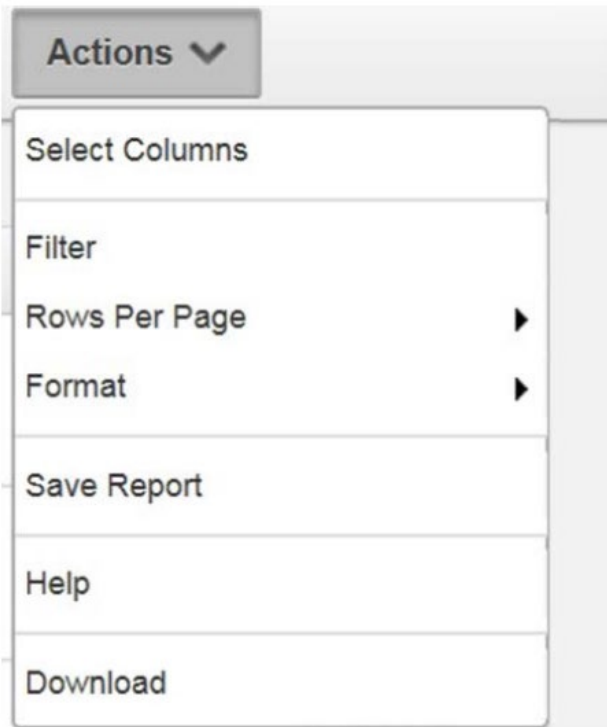 Actions
Select Columns
Filter
Rows Per Page
Format
Save Report
Help
Download